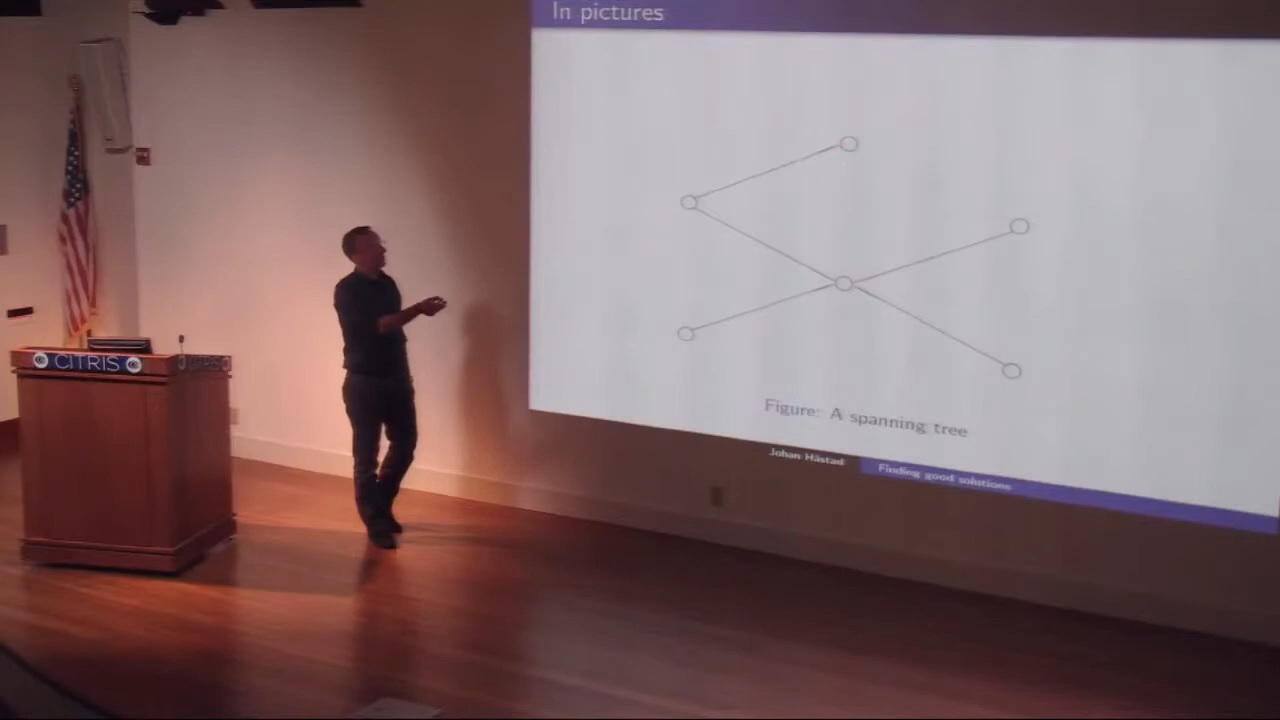 In pictures
CITRIS
Figure: A spanning tree
Johan Håstad
Finding good solutions